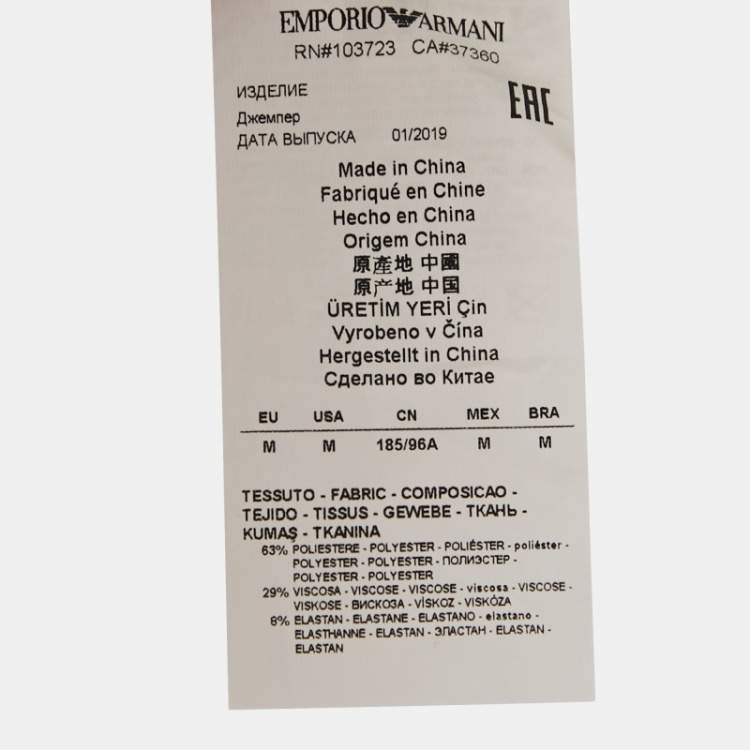 EMPORIO ARMANI
RN#103723 CA#37360
ИЗДЕЛИЕ
EAC
Джемпер
ДАТА ВЫПУСКА 01/2019
Made in China
Fabriqué en Chine
Hecho en China
Origem China
原產地 中國
原产地 中国
ÜRETİM YERİ Çin
Vyrobeno v Čína
Hergestellt in China
Сделано во Китае
EU USA CN MEX BRA
M M 185/96A M M
TESSUTO - FABRIC - COMPOSICAO -
TEJIDO - TISSUS - GEWEBE - ТКАНЬ -
KUMAŞ - TKANINA
63% POLIESTERE - POLYESTER - POLIÉSTER - poliéster -
POLYESTER - POLYESTER - ПОЛИЭСТЕР -
POLYESTER - POLYESTER
29% VISCOSA - VISCOSE - VISCOSE - viscosa - VISCOSE -
VISKOSE - ВИСКОЗА - VİSKOZ - VISKÓZA
8% ELASTAN - ELASTANE - ELASTANO - elastano -
ELASTHANNE - ELASTAN - ЭЛАСТАН - ELASTAN -
ELASTAN